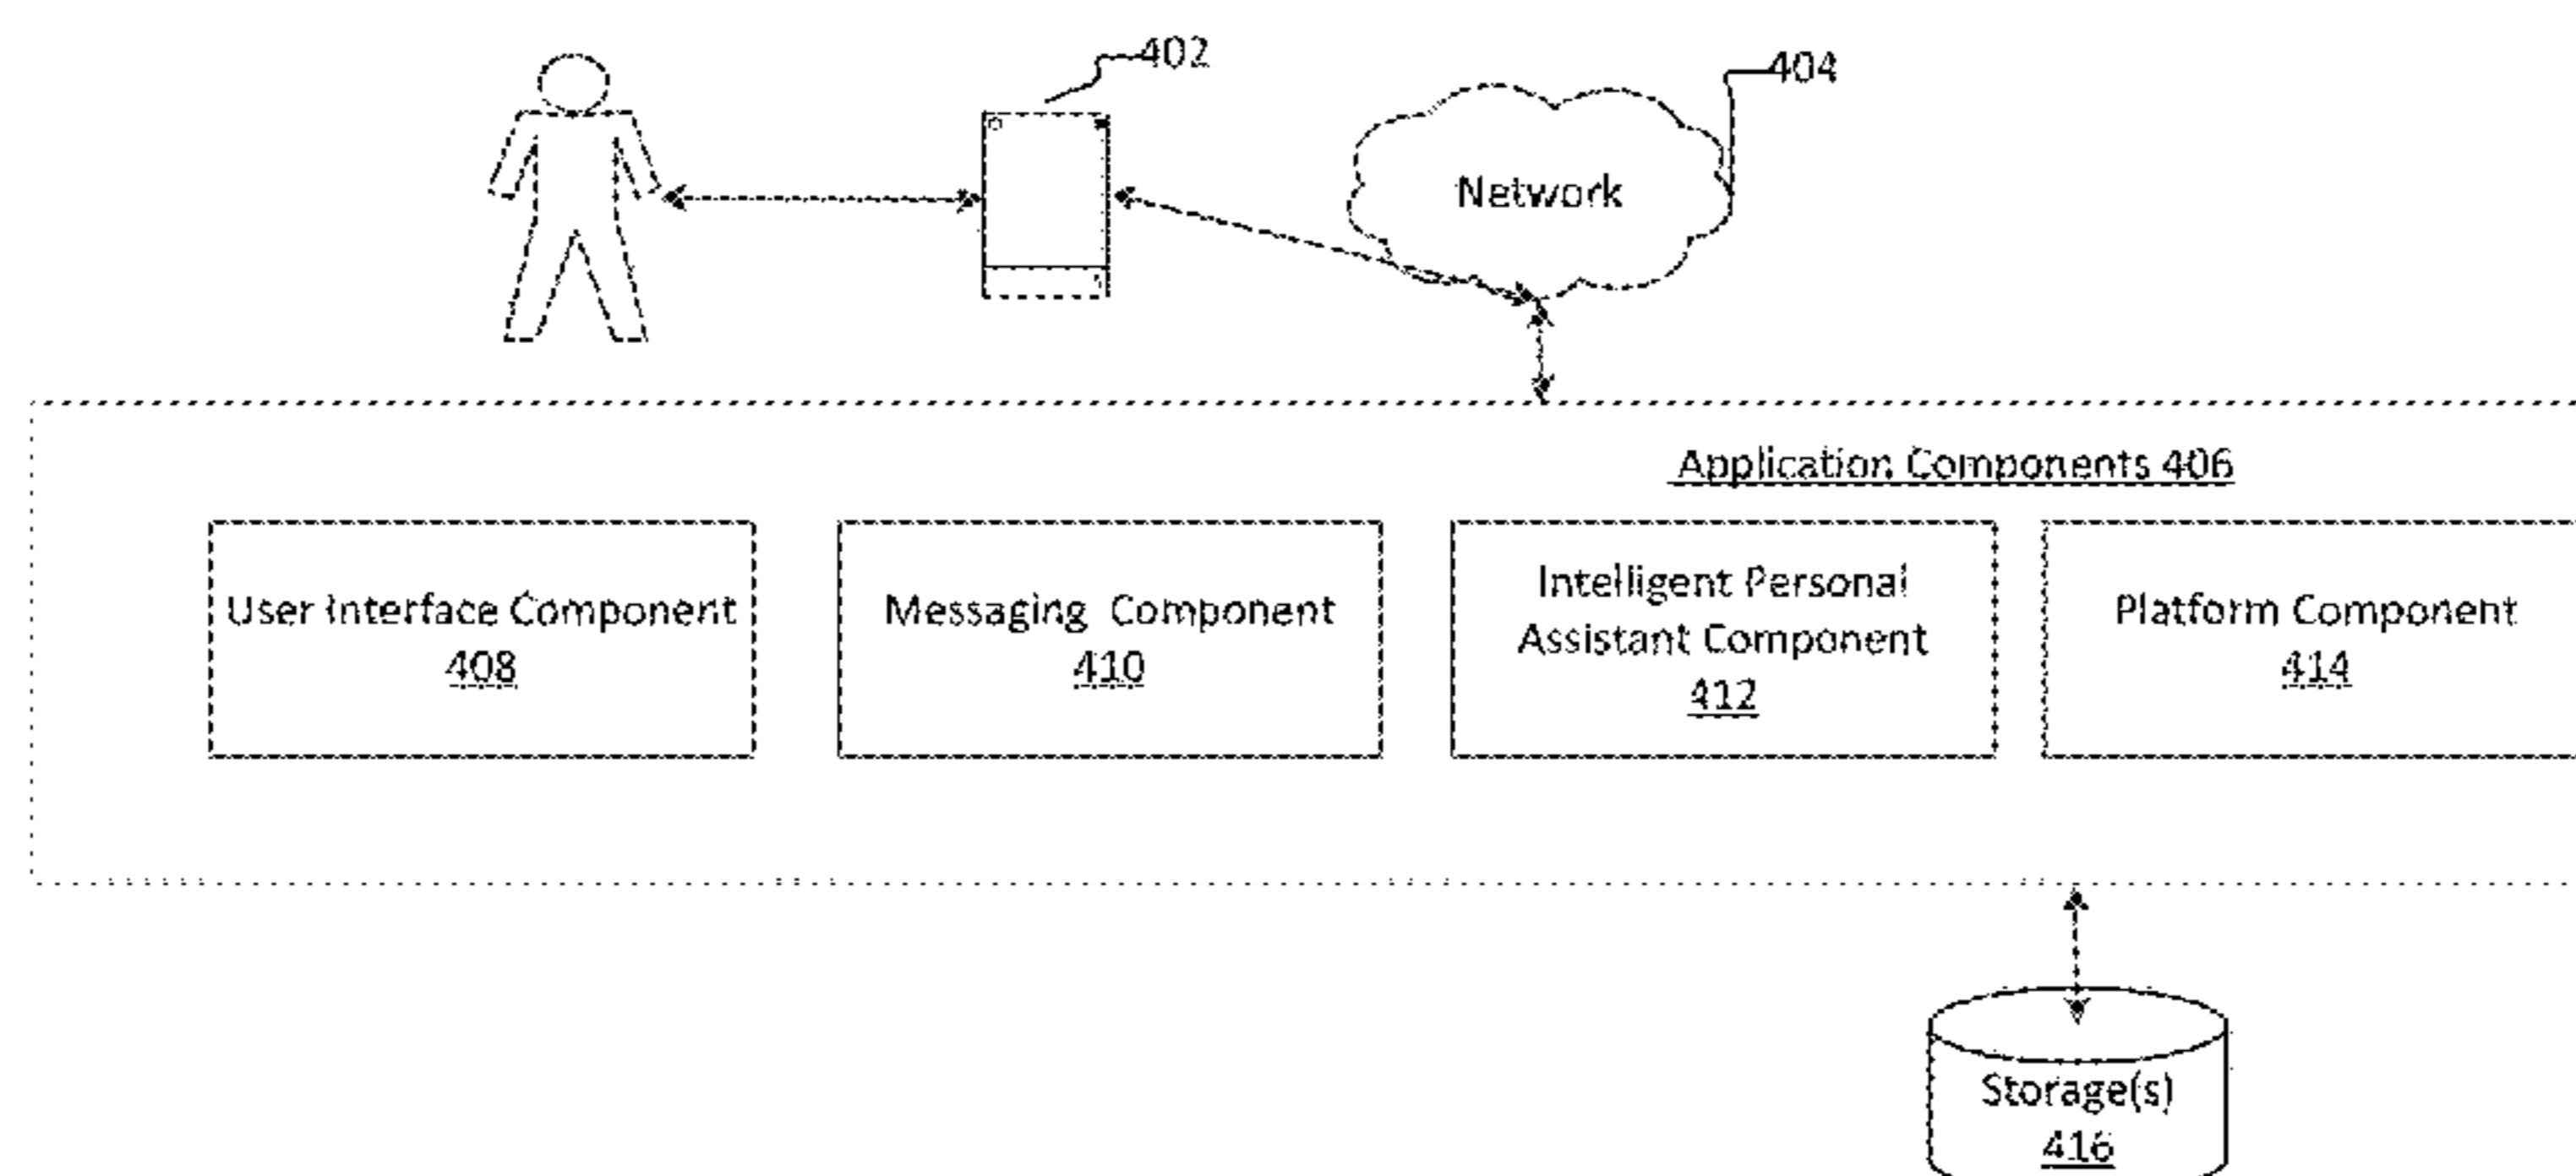 402
404
Network
Application Components 406
User Interface Component
408
Messaging Component
410
Intelligent Personal
Assistant Component
412
Platform Component
414
Storage(s)
416